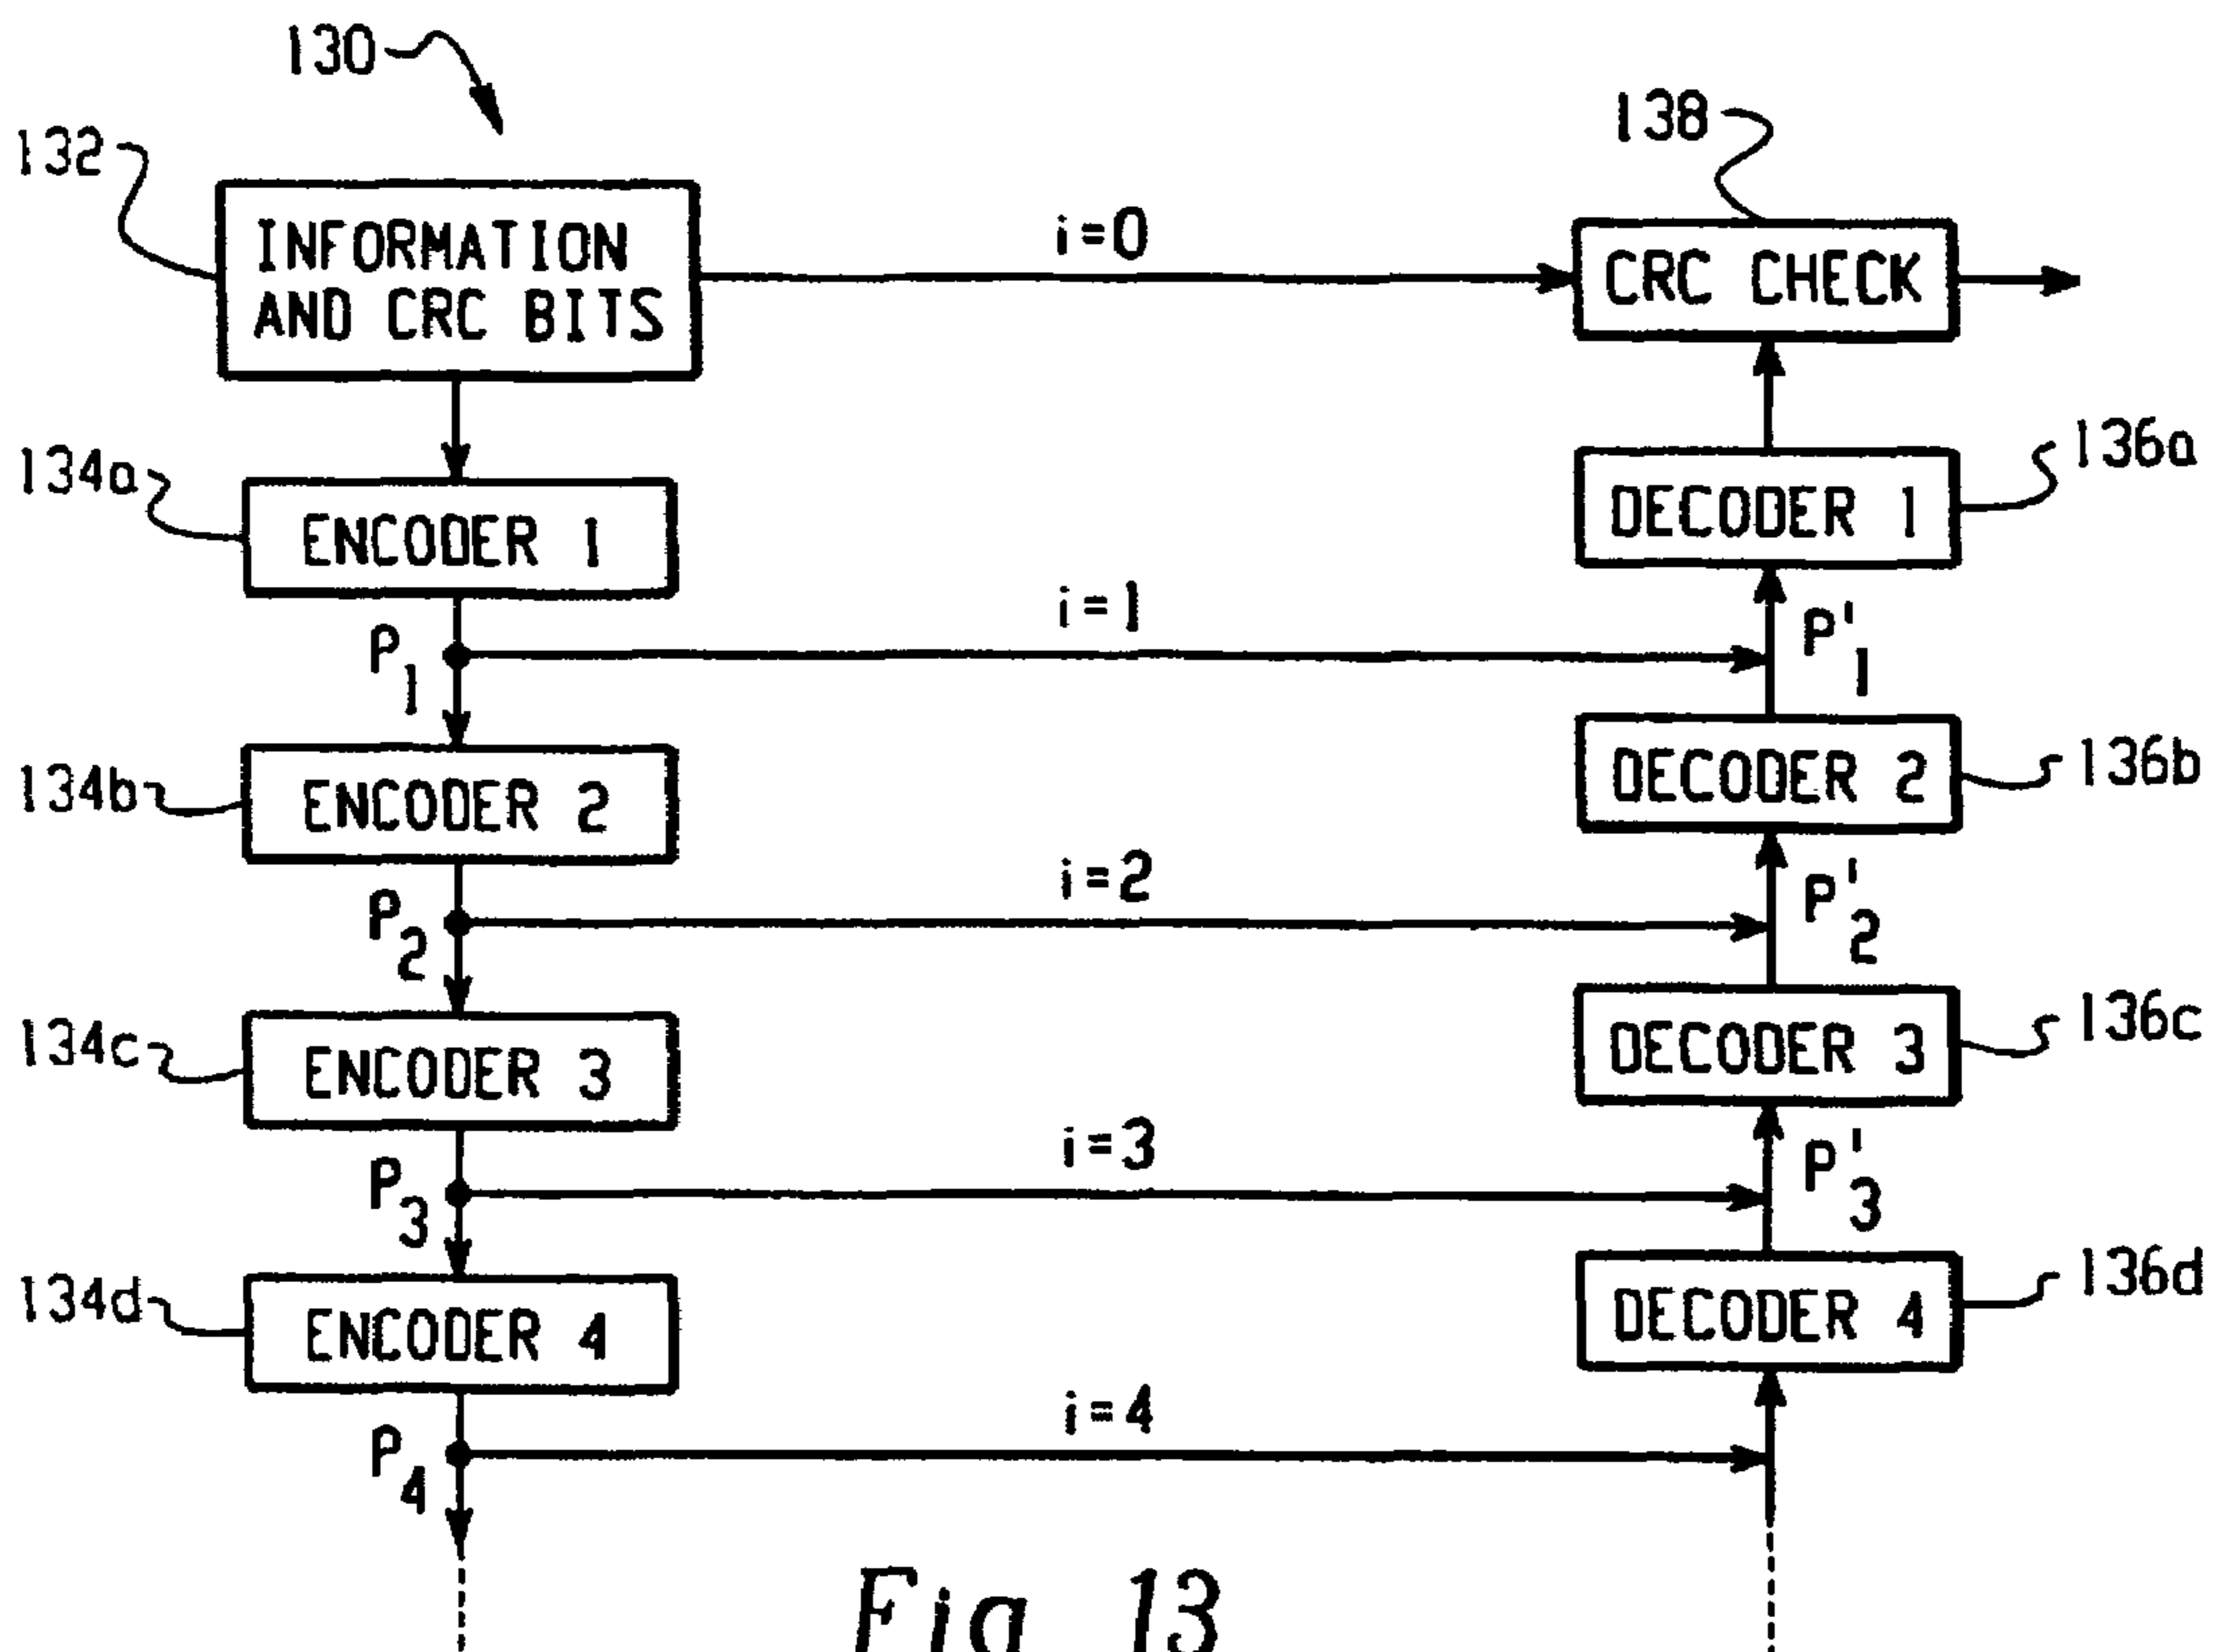 130
132
138
INFORMATION
AND CRC BITS
i=0
CRC CHECK
134a
ENCODER 1
DECODER 1
136a
P1
i=1
P'1
134b
ENCODER 2
DECODER 2
136b
P2
i=2
P'2
134c
ENCODER 3
DECODER 3
136c
P3
i=3
P'3
134d
ENCODER 4
DECODER 4
136d
P4
i=4
Fig 13